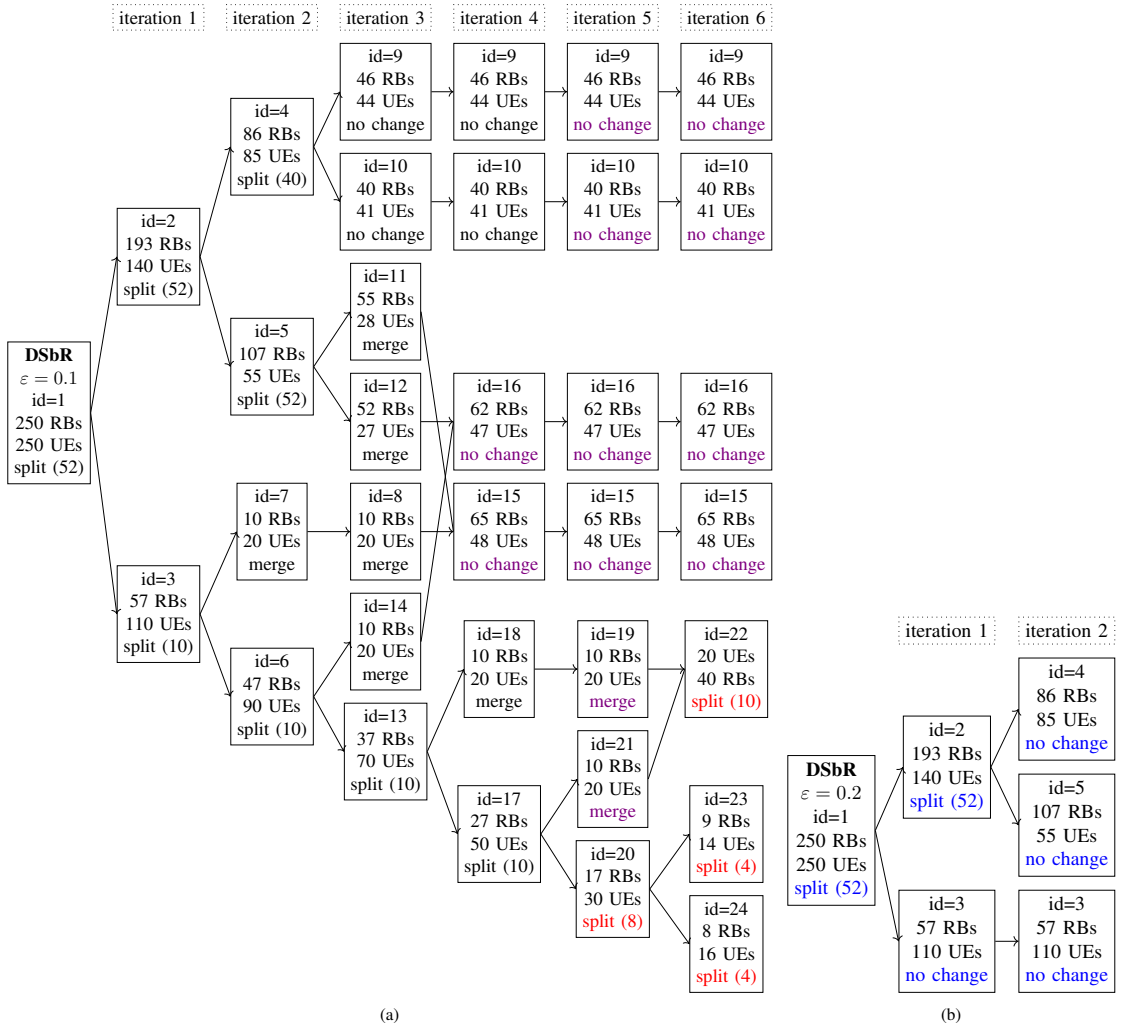 iteration 1
iteration 2
iteration 3
iteration 4
iteration 5
iteration 6
DSbR
ε = 0.1
id=1
250 RBs
250 UEs
split (52)
id=2
193 RBs
140 UEs
split (52)
id=3
57 RBs
110 UEs
split (10)
id=4
86 RBs
85 UEs
split (40)
id=5
107 RBs
55 UEs
split (52)
id=7
10 RBs
20 UEs
merge
id=6
47 RBs
90 UEs
split (10)
id=9
46 RBs
44 UEs
no change
id=10
40 RBs
41 UEs
no change
id=11
55 RBs
28 UEs
merge
id=12
52 RBs
27 UEs
merge
id=8
10 RBs
20 UEs
merge
id=14
10 RBs
20 UEs
merge
id=13
37 RBs
70 UEs
split (10)
id=9
46 RBs
44 UEs
no change
id=10
40 RBs
41 UEs
no change
id=16
62 RBs
47 UEs
no change
id=15
65 RBs
48 UEs
no change
id=18
10 RBs
20 UEs
merge
id=17
27 RBs
50 UEs
split (10)
id=9
46 RBs
44 UEs
no change
id=10
40 RBs
41 UEs
no change
id=16
62 RBs
47 UEs
no change
id=15
65 RBs
48 UEs
no change
id=19
10 RBs
20 UEs
merge
id=21
10 RBs
20 UEs
merge
id=20
17 RBs
30 UEs
split (8)
id=9
46 RBs
44 UEs
no change
id=10
40 RBs
41 UEs
no change
id=16
62 RBs
47 UEs
no change
id=15
65 RBs
48 UEs
no change
id=22
20 UEs
40 RBs
split (10)
id=23
9 RBs
14 UEs
split (4)
id=24
8 RBs
16 UEs
split (4)
(a)
iteration 1
iteration 2
DSbR
ε = 0.2
id=1
250 RBs
250 UEs
split (52)
id=2
193 RBs
140 UEs
split (52)
id=3
57 RBs
110 UEs
no change
id=4
86 RBs
85 UEs
no change
id=5
107 RBs
55 UEs
no change
id=3
57 RBs
110 UEs
no change
(b)